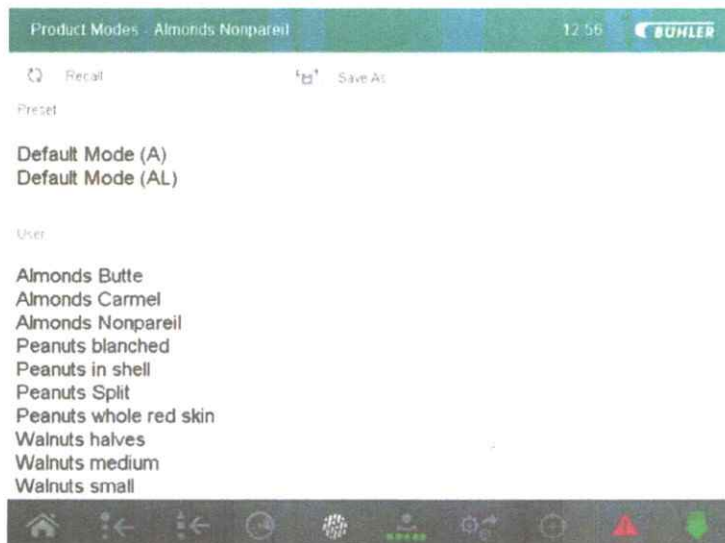 Product Modes - Almonds Nonpareil 12:56 BÜHLER
Recall Save As
Preset
Default Mode (A)
Default Mode (AL)
User
Almonds Butte
Almonds Carmel
Almonds Nonpareil
Peanuts blanched
Peanuts in shell
Peanuts Split
Peanuts whole red skin
Walnuts halves
Walnuts medium
Walnuts small